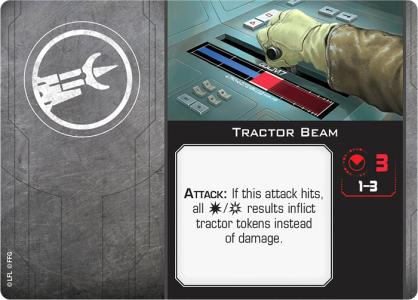 TRACTOR BEAM
ATTACK: If this attack hits,
all / results inflict
tractor tokens instead
of damage.
3
1-3
© LFL © FFG